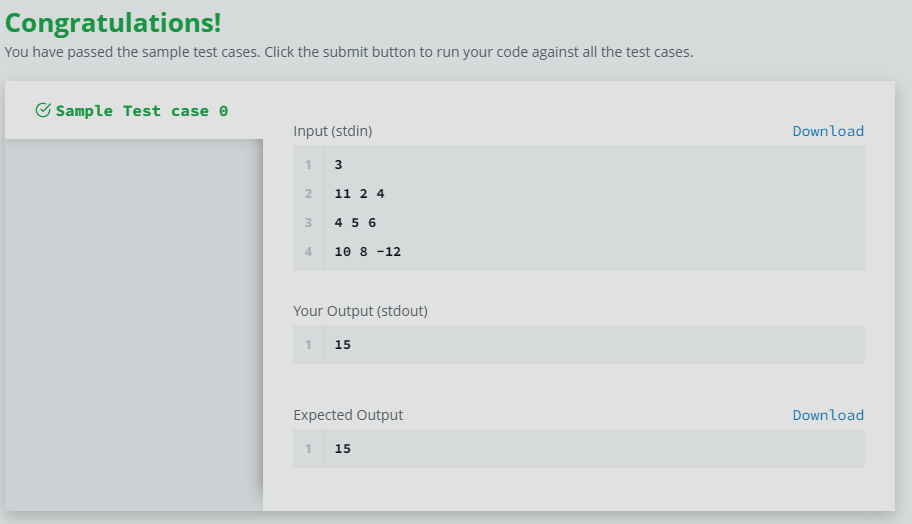 Congratulations!
You have passed the sample test cases. Click the submit button to run your code against all the test cases.
Sample Test case 0
Input (stdin)
Download
1 3
2 11 2 4
3 4 5 6
4 10 8 -12
Your Output (stdout)
1 15
Expected Output
Download
1 15